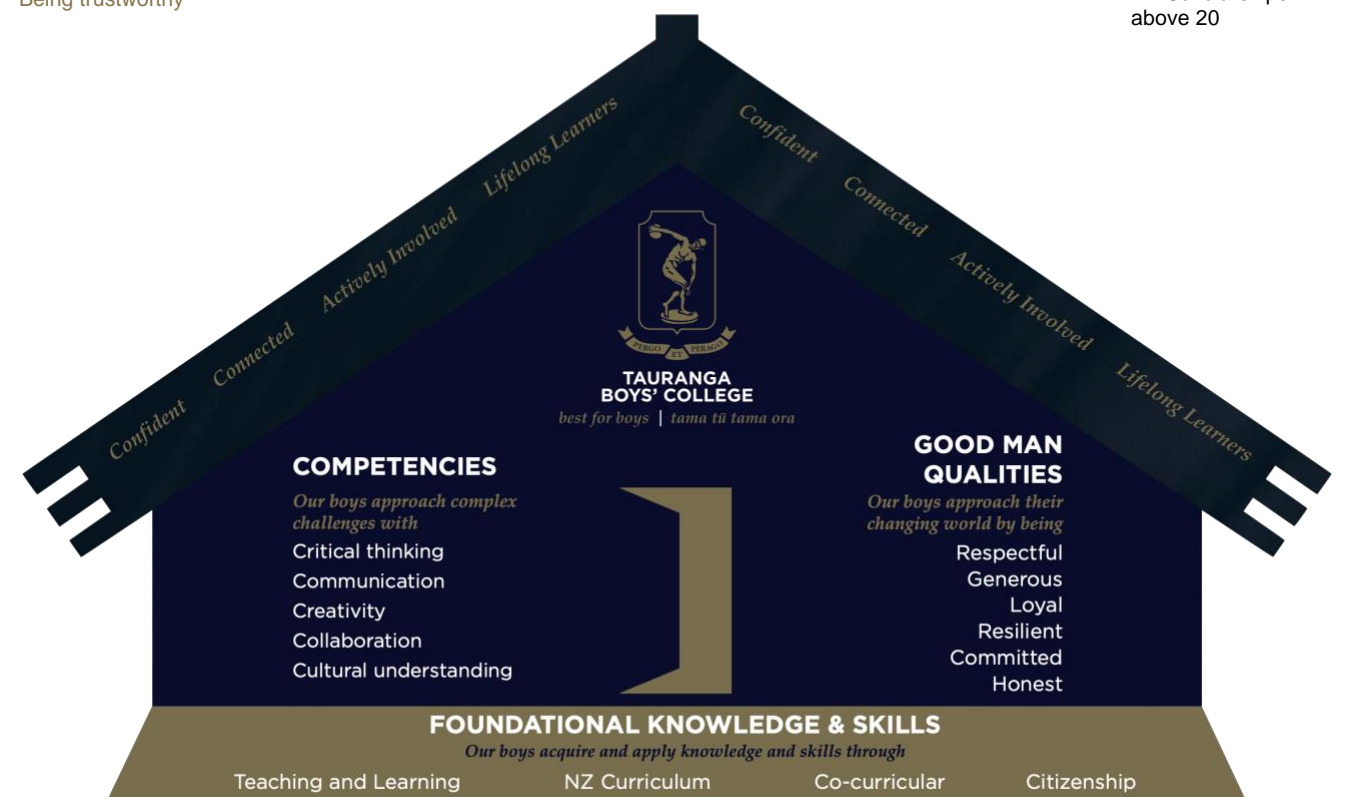 Being trustworthy
above 20
Confident Connected Actively Involved Lifelong Learners
Confident Connected Actively Involved Lifelong Learners
PERGO ET PERAGO
TAURANGA
BOYS' COLLEGE
best for boys | tama tū tama ora
COMPETENCIES
Our boys approach complex
challenges with
Critical thinking
Communication
Creativity
Collaboration
Cultural understanding
GOOD MAN
QUALITIES
Our boys approach their
changing world by being
Respectful
Generous
Loyal
Resilient
Committed
Honest
FOUNDATIONAL KNOWLEDGE & SKILLS
Our boys acquire and apply knowledge and skills through
Teaching and Learning NZ Curriculum Co-curricular Citizenship